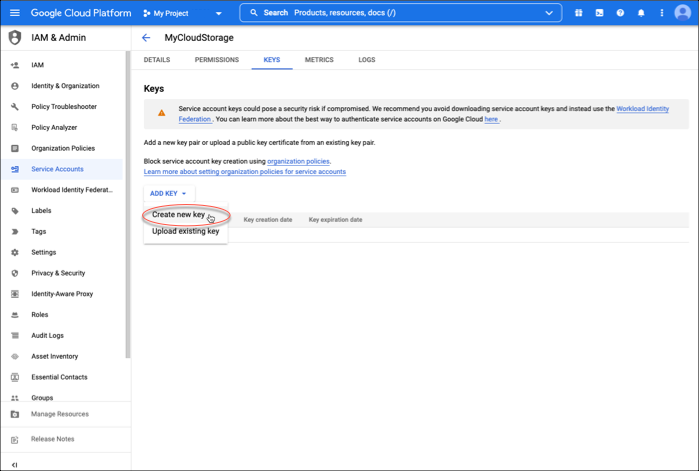 Google Cloud Platform
My Project
Search Products, resources, docs (/)
IAM & Admin
MyCloudStorage
DETAILS
PERMISSIONS
KEYS
METRICS
LOGS
IAM
Identity & Organization
Policy Troubleshooter
Policy Analyzer
Organization Policies
Service Accounts
Workload Identity Federat...
Labels
Tags
Settings
Privacy & Security
Identity-Aware Proxy
Roles
Audit Logs
Asset Inventory
Essential Contacts
Groups
Manage Resources
Release Notes
Keys
Service account keys could pose a security risk if compromised. We recommend you avoid downloading service account keys and instead use the Workload Identity
Federation . You can learn more about the best way to authenticate service accounts on Google Cloud here .
Add a new key pair or upload a public key certificate from an existing key pair.
Block service account key creation using organization policies.
Learn more about setting organization policies for service accounts
ADD KEY
Create new key
Upload existing key
Key creation date
Key expiration date